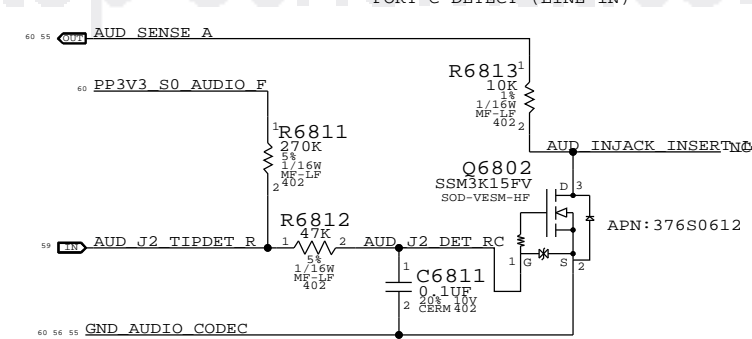 PORT C DETECT (LINE IN)
60 55 OUT AUD_SENSE_A
60 PP3V3_S0_AUDIO_F
R6813 1
10K
1%
1/16W
MF-LF
402 2
1 R6811
270K
5%
1/16W
MF-LF
2 402
AUD_INJACK_INSERT_L
Q6802
SSM3K15FV
SOD-VESM-HF
D 3
APN:376S0612
1 G S 2
R6812
47K
59 IN AUD_J2_TIPDET_R 1 2 AUD_J2_DET_RC
5%
1/16W
MF-LF
402
1 C6811
0.1UF
20% 10V
2 CERM 402
60 56 55 GND_AUDIO_CODEC